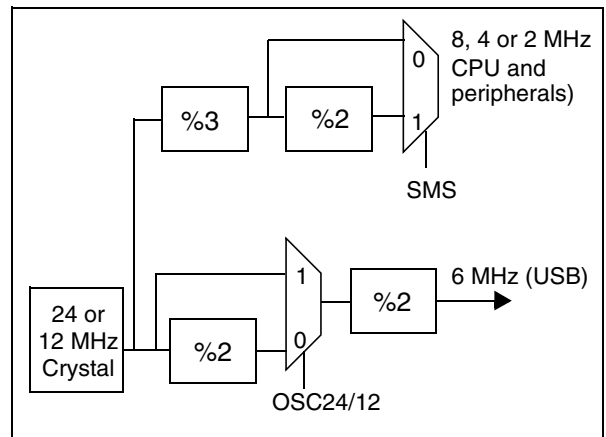 8, 4 or 2 MHz
CPU and
peripherals)
0
%3
%2
1
SMS
6 MHz (USB)
1
%2
24 or
12 MHz
Crystal
%2
0
OSC24/12